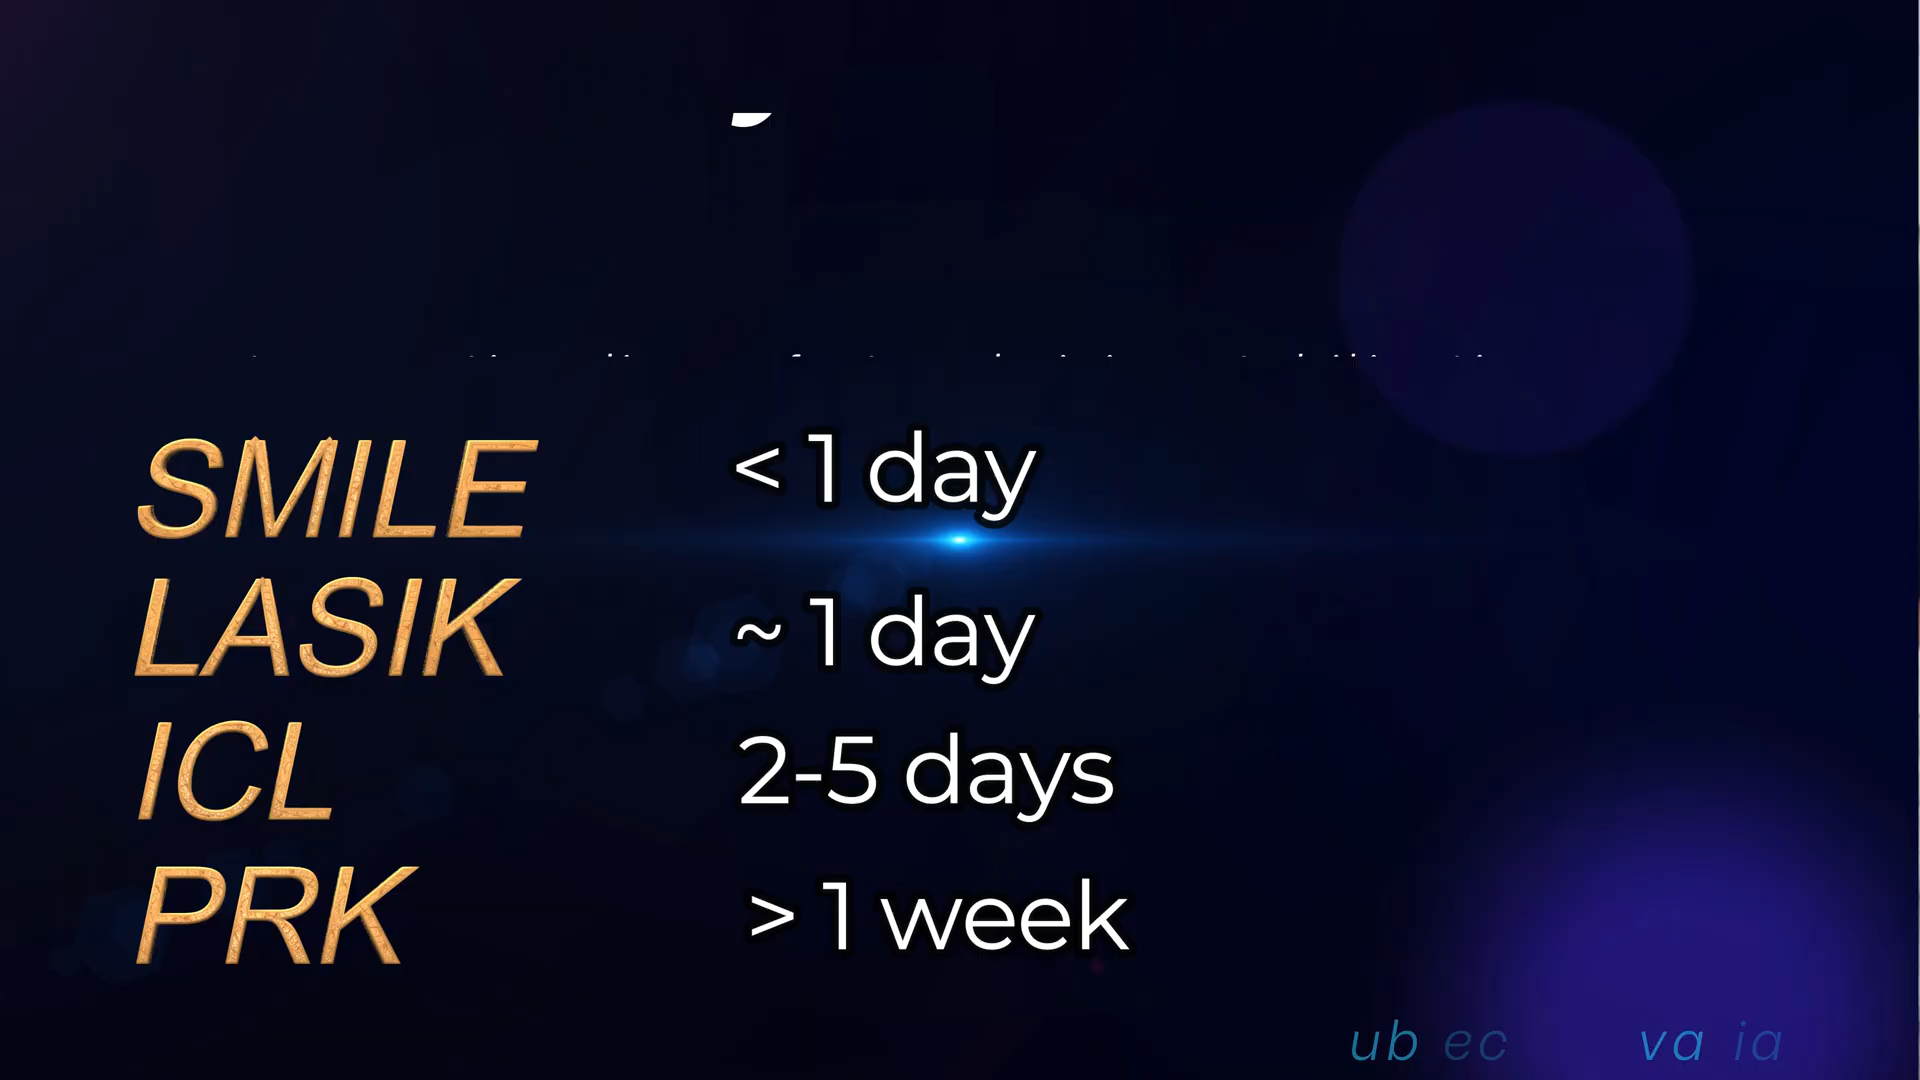 SMILE < 1 day
LASIK ~ 1 day
ICL 2-5 days
PRK > 1 week